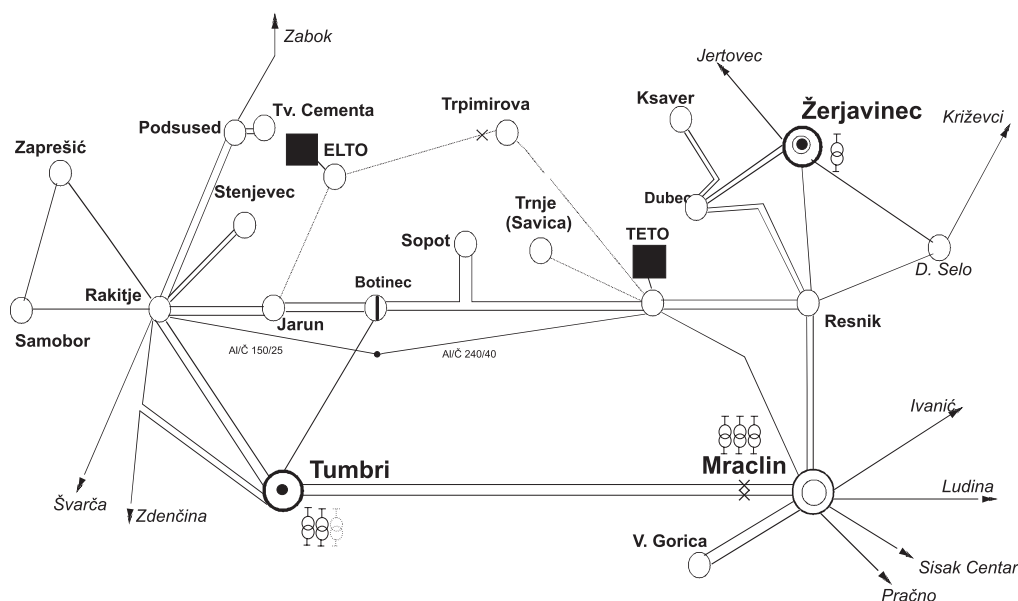 Zabok
Jertovec
Ksaver
Žerjavinec
Križevci
Tv. Cementa
Trpimirova
Podsused
ELTO
Zaprešić
Stenjevec
Dubec
Trnje
(Savica)
TETO
Sopot
D. Selo
Botinec
Rakitje
Jarun
Resnik
Samobor
Al/Č 150/25
Al/Č 240/40
Ivanić
Tumbri
Mraclin
Ludina
Švarča
Zdenčina
V. Gorica
Sisak Centar
Pračno